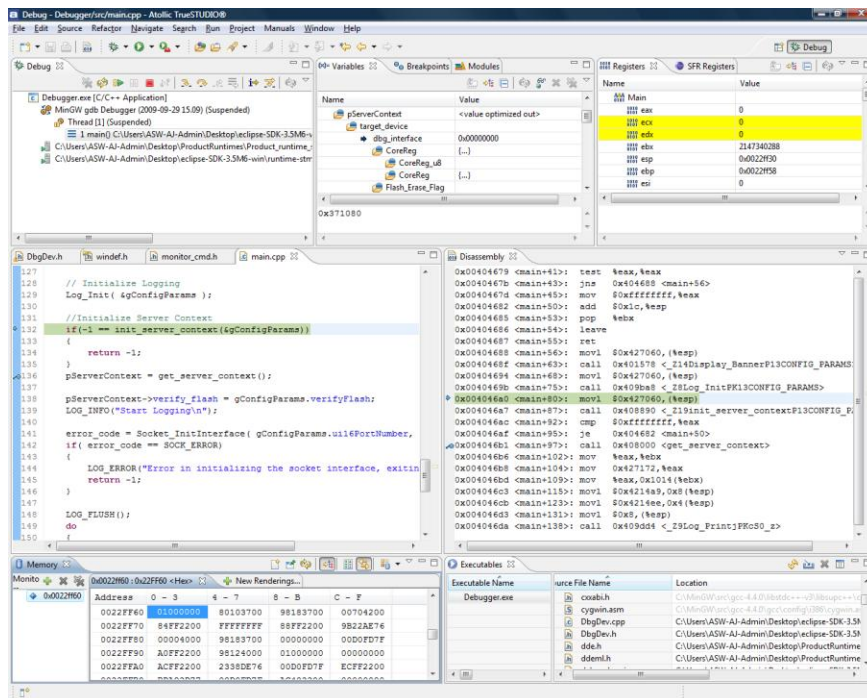 Debug - Debugger/src/main.cpp - Atollic TrueSTUDIO®
File Edit Source Refactor Navigate Search Run Project Manuals Window Help
Debug
Debug
Debugger.exe [C/C++ Application]
MinGW gdb Debugger (2009-09-29 15.09) (Suspended)
Thread [1] (Suspended)
1 main() C:\Users\ASW-AJ-Admin\Desktop\eclipse-SDK-3.5M6-
C:\Users\ASW-AJ-Admin\Desktop\ProductRuntimes\Product_runtime_
C:\Users\ASW-AJ-Admin\Desktop\eclipse-SDK-3.5M6-win\runtime-stm
Variables Breakpoints Modules
Name Value
pServerContext <value optimized out>
target_device
dbg_interface 0x00000000
CoreReg {...}
CoreReg_u8
CoreReg {...}
Flash_Erase_Flag
0x371080
Registers SFR Registers
Name Value
Main
eax 0
ecx 0
edx 0
ebx 2147340288
esp 0x0022ff30
ebp 0x0022ff58
esi 0
DbgDev.h windef.h monitor_cmd.h main.cpp
127
128 // Initialize Logging
129 Log_Init( &gConfigParams );
130
131 //Initialize Server Context
132 if(-1 == init_server_context(&gConfigParams))
133 {
134 return -1;
135 }
136 pServerContext = get_server_context();
137
138 pServerContext->verify_flash = gConfigParams.verifyFlash;
139 LOG_INFO("Start Logging\n");
140
141 error_code = Socket_InitInterface( gConfigParams.ui16PortNumber,
142 if( error_code == SOCK_ERROR)
143 {
144 LOG_ERROR("Error in initializing the socket interface, exitin
145 return -1;
146 }
147
148 LOG_FLUSH();
149 do
150 {
Disassembly
0x00404679 <main+41>: test %eax,%eax
0x0040467b <main+43>: jns 0x404688 <main+56>
0x0040467d <main+45>: mov $0xffffffff,%eax
0x00404682 <main+50>: add $0x1c,%esp
0x00404685 <main+53>: pop %ebx
0x00404686 <main+54>: leave
0x00404687 <main+55>: ret
0x00404688 <main+56>: movl $0x427060,(%esp)
0x0040468f <main+63>: call 0x401578 <_Z14Display_BannerP13CONFIG_PARAMS>
0x00404694 <main+68>: movl $0x427060,(%esp)
0x0040469b <main+75>: call 0x409ba8 <_Z8Log_InitPK13CONFIG_PARAMS>
0x004046a0 <main+80>: movl $0x427060,(%esp)
0x004046a7 <main+87>: call 0x408890 <_Z19init_server_contextP13CONFIG_PA
0x004046ac <main+92>: cmp $0xffffffff,%eax
0x004046af <main+95>: je 0x404682 <main+50>
0x004046b1 <main+97>: call 0x408000 <get_server_context>
0x004046b6 <main+102>: mov %eax,%ebx
0x004046b8 <main+104>: mov 0x427172,%eax
0x004046bd <main+109>: mov %eax,0x1014(%ebx)
0x004046c3 <main+115>: movl $0x4214a9,0x8(%esp)
0x004046cb <main+123>: movl $0x4214ee,0x4(%esp)
0x004046d3 <main+131>: movl $0x8,(%esp)
0x004046da <main+138>: call 0x409dd4 <_Z9Log_PrintjPKcS0_z>
Memory
Monito 0x0022ff60 : 0x22FF60 <Hex> New Renderings...
0x0022ff60
Address 0 - 3 4 - 7 8 - B C - F
0022FF60 01000000 80103700 98183700 00704200
0022FF70 84FF2200 FFFFFFFF 88FF2200 9B22AE76
0022FF80 00004000 98183700 00000000 00D0FD7F
0022FF90 A0FF2200 98124000 01000000 00000000
0022FFA0 ACFF2200 2338DE76 00D0FD7F ECFF2200
Executables
Executable Name urce File Name Location
Debugger.exe
cxxabi.h
cygwin.asm
DbgDev.cpp C:\Users\ASW-AJ-Admin\Desktop\eclipse-SDK-3.5M
DbgDev.h C:\Users\ASW-AJ-Admin\Desktop\eclipse-SDK-3.5M
dde.h C:\Users\ASW-AJ-Admin\Desktop\ProductRuntime
ddeml.h C:\Users\ASW-AJ-Admin\Desktop\ProductRuntime